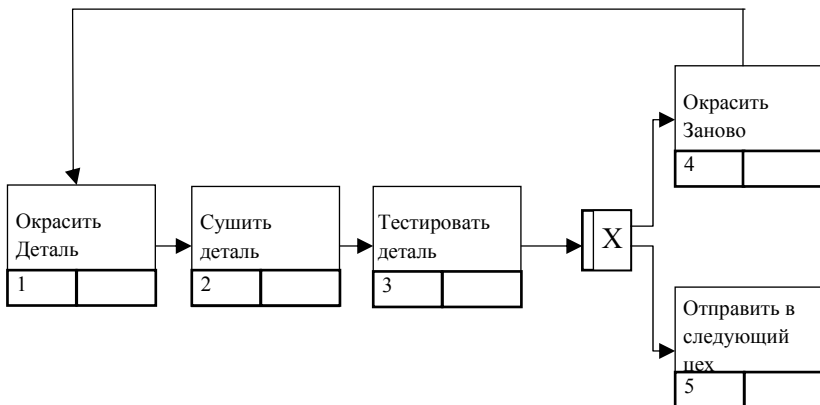 Окрасить
Заново
4
Окрасить
Деталь
1
Сушить
деталь
2
Тестировать
деталь
3
X
Отправить в
следующий
цех
5